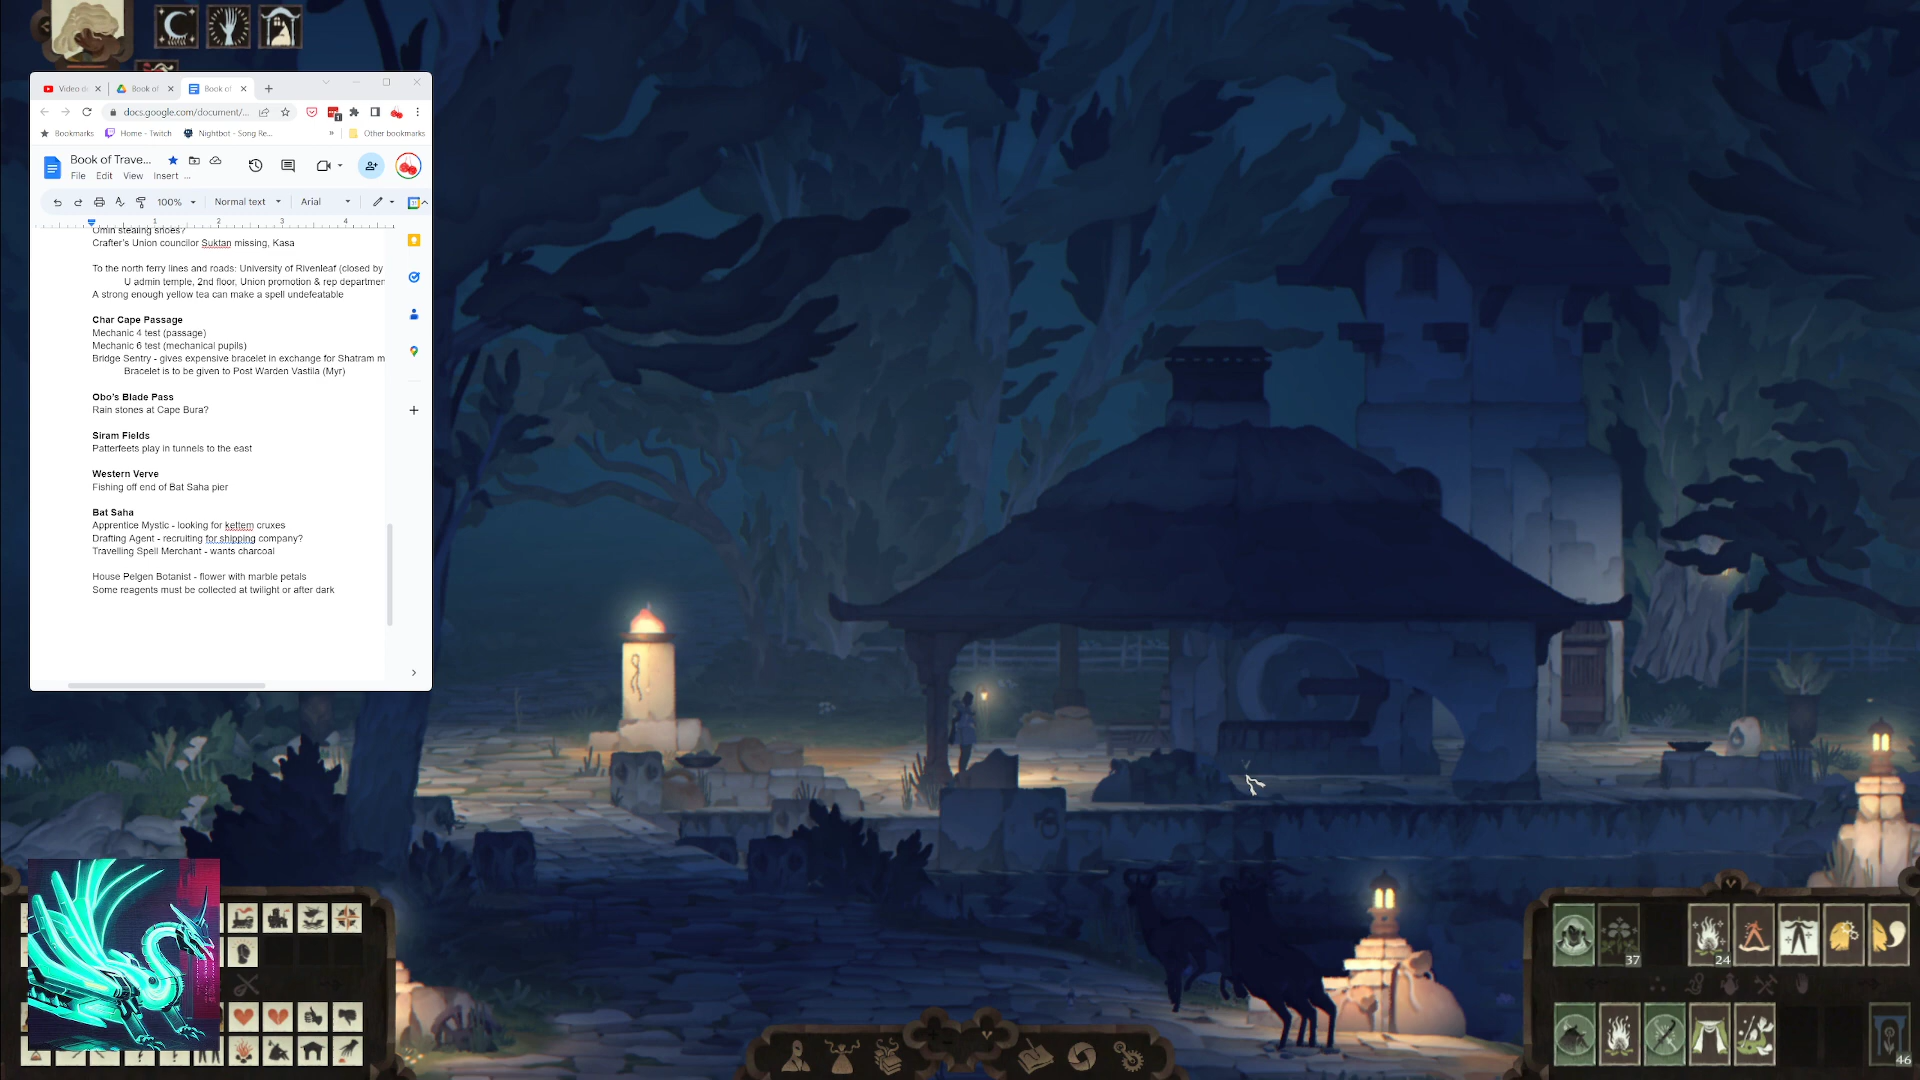 Video d
Book of
Book of
docs.google.com/document/...
1
Bookmarks
Home - Twitch
Nightbot - Song Re...
»
Other bookmarks
Book of Trave...
File Edit View Insert ...
100%
Normal text
Arial
1 2 3 4
Crafter's Union councilor Suktan missing, Kasa
To the north ferry lines and roads: University of Rivenleaf (closed by
U admin temple, 2nd floor, Union promotion & rep departmen
A strong enough yellow tea can make a spell undefeatable
Char Cape Passage
Mechanic 4 test (passage)
Mechanic 6 test (mechanical pupils)
Bridge Sentry - gives expensive bracelet in exchange for Shatram m
Bracelet is to be given to Post Warden Vastila (Myr)
Obo's Blade Pass
Rain stones at Cape Bura?
Siram Fields
Patterfeets play in tunnels to the east
Western Verve
Fishing off end of Bat Saha pier
Bat Saha
Apprentice Mystic - looking for kettem cruxes
Drafting Agent - recruiting for shipping company?
Travelling Spell Merchant - wants charcoal
House Pelgen Botanist - flower with marble petals
Some reagents must be collected at twilight or after dark
37
24
46